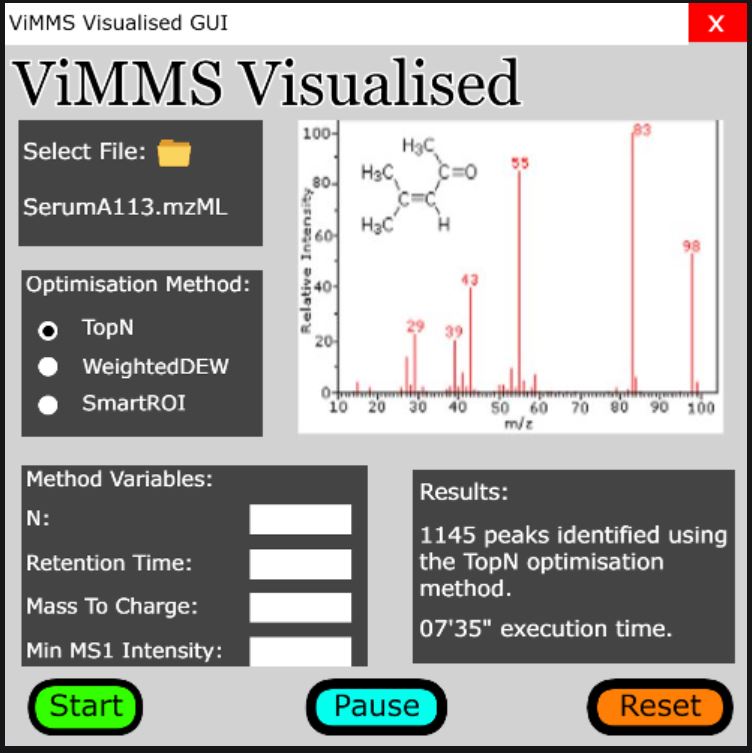 ViMMS Visualised GUI
X
ViMMS Visualised
Select File:
SerumA113.mzML
Optimisation Method:
TopN
WeightedDEW
SmartROI
100
80
60
40
20
0
Relative Intensity
10 20 30 40 50 60 70 80 90 100
m/z
29
39
43
55
83
98
H₃C
H₃C
C=O
C=C
H₃C
H
Method Variables:
N:
Retention Time:
Mass To Charge:
Min MS1 Intensity:
Results:
1145 peaks identified using
the TopN optimisation
method.
07'35" execution time.
Start
Pause
Reset